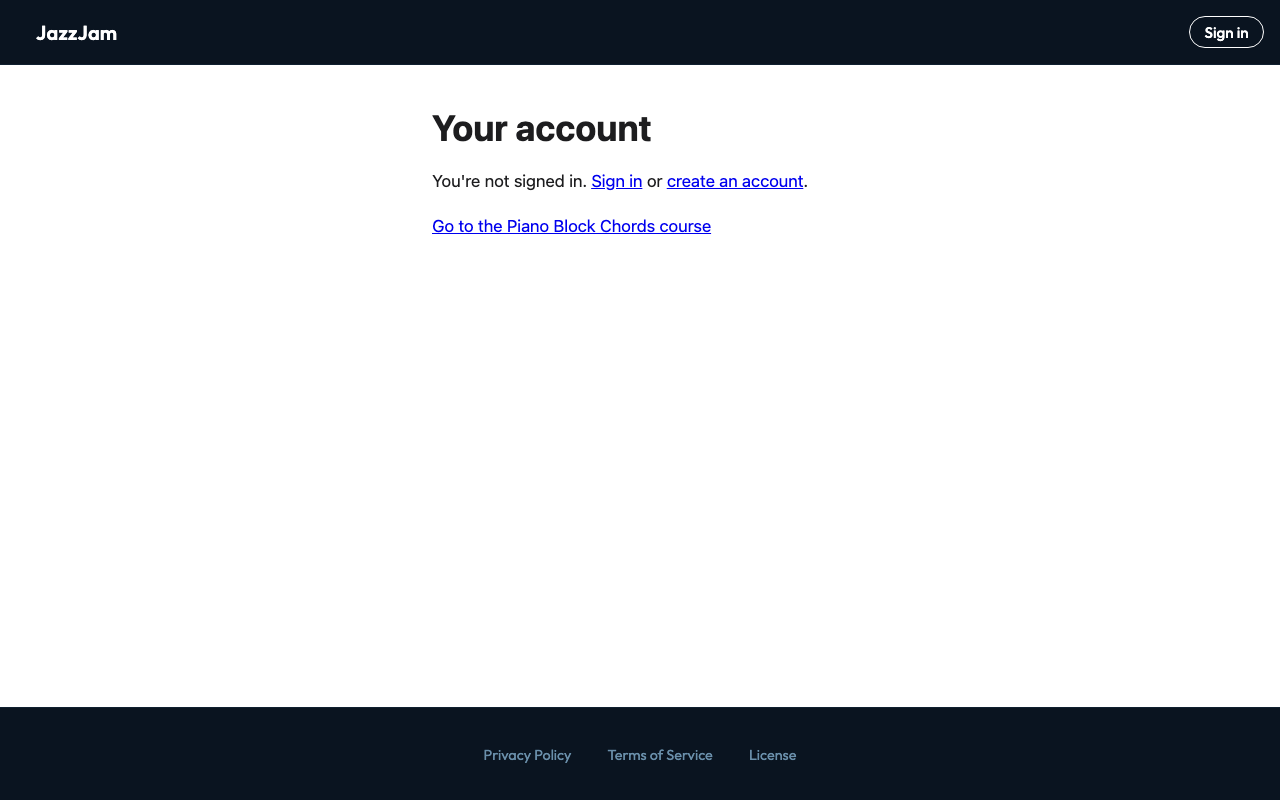 JazzJam
Sign in
Your account
You're not signed in. Sign in or create an account.
Go to the Piano Block Chords course
Privacy Policy
Terms of Service
License